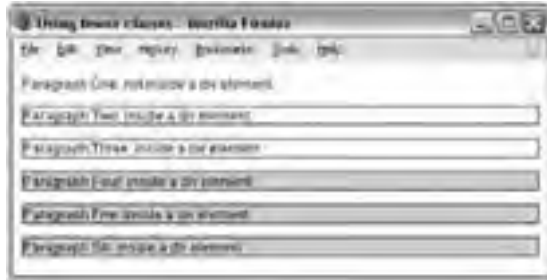 Using fewer classes - Mozilla Firefox
File Edit View History Bookmarks Tools Help
Paragraph One, not inside a div element
Paragraph Two, inside a div element
Paragraph Three, inside a div element
Paragraph Four, inside a div element
Paragraph Five, inside a div element
Paragraph Six, inside a div element